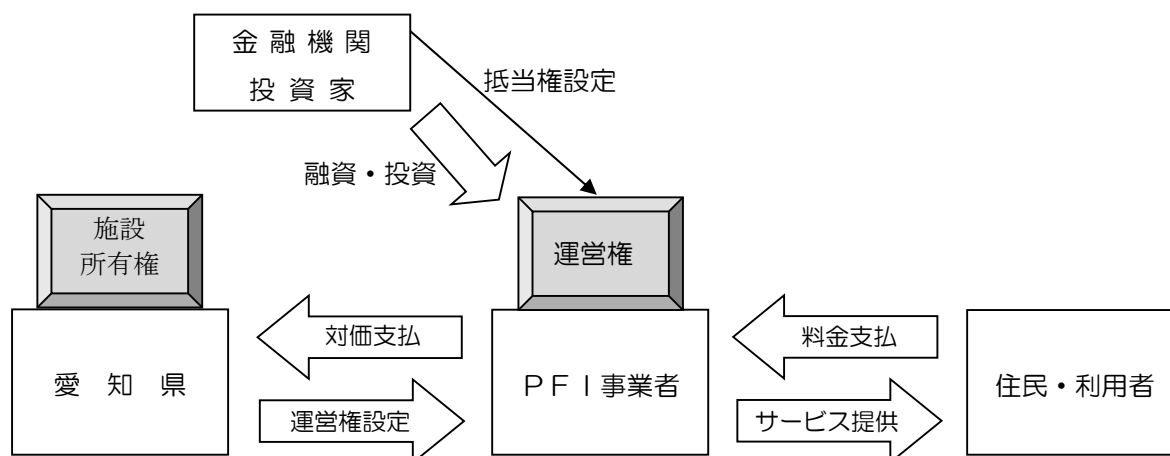 金 融 機 関
投 資 家
抵当権設定
融資・投資
施設
所有権
運営権
愛 知 県
対価支払
運営権設定
ＰＦＩ事業者
料金支払
サービス提供
住民・利用者